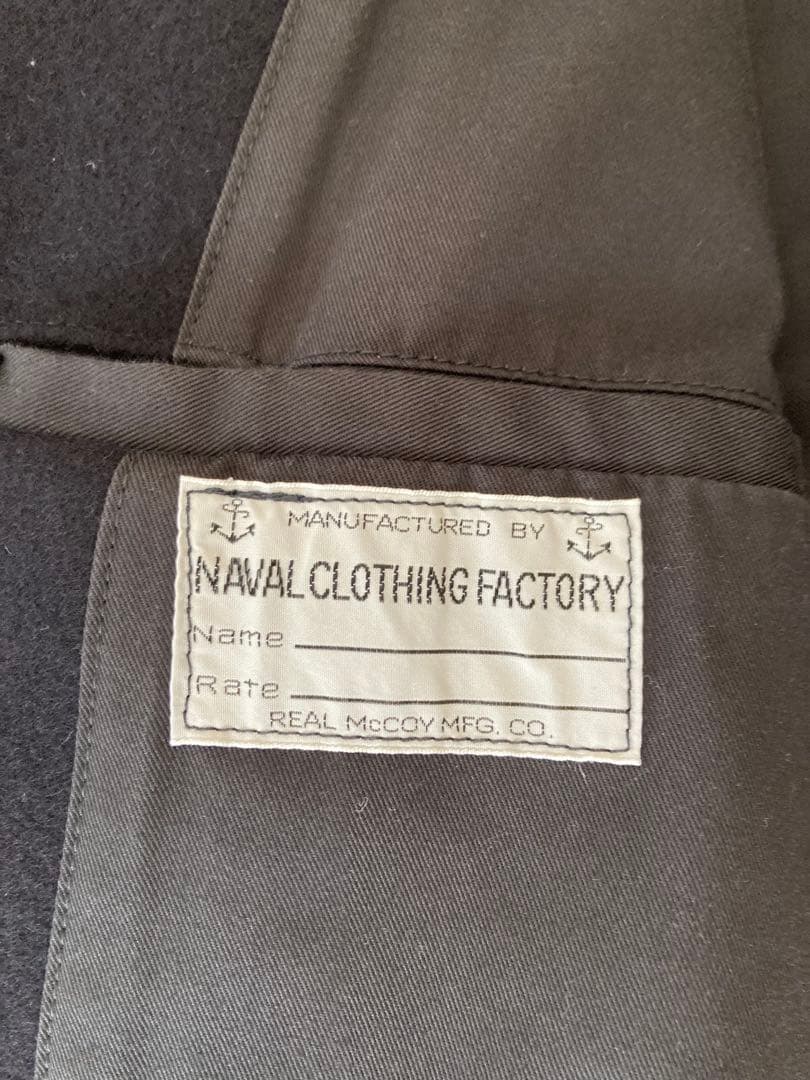 MANUFACTURED BY
NAVAL CLOTHING FACTORY
Name
Rate
REAL McCOY MFG. CO.